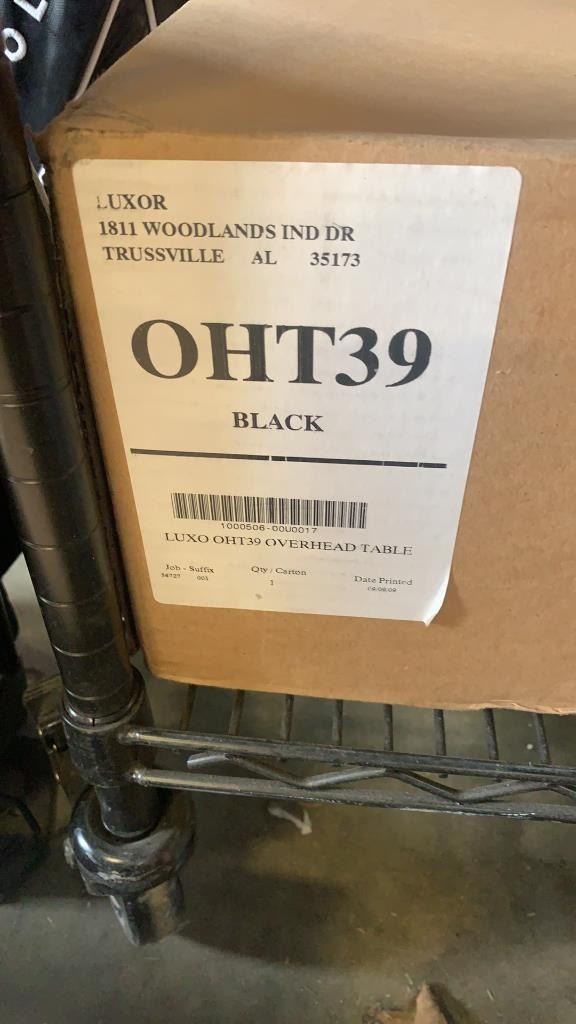 LUXOR
1811 WOODLANDS IND DR
TRUSSVILLE AL 35173
OHT39
BLACK
1000506-00U0017
LUXO OHT39 OVERHEAD TABLE
Job - Suffix Qty / Carton Date Printed
001 1